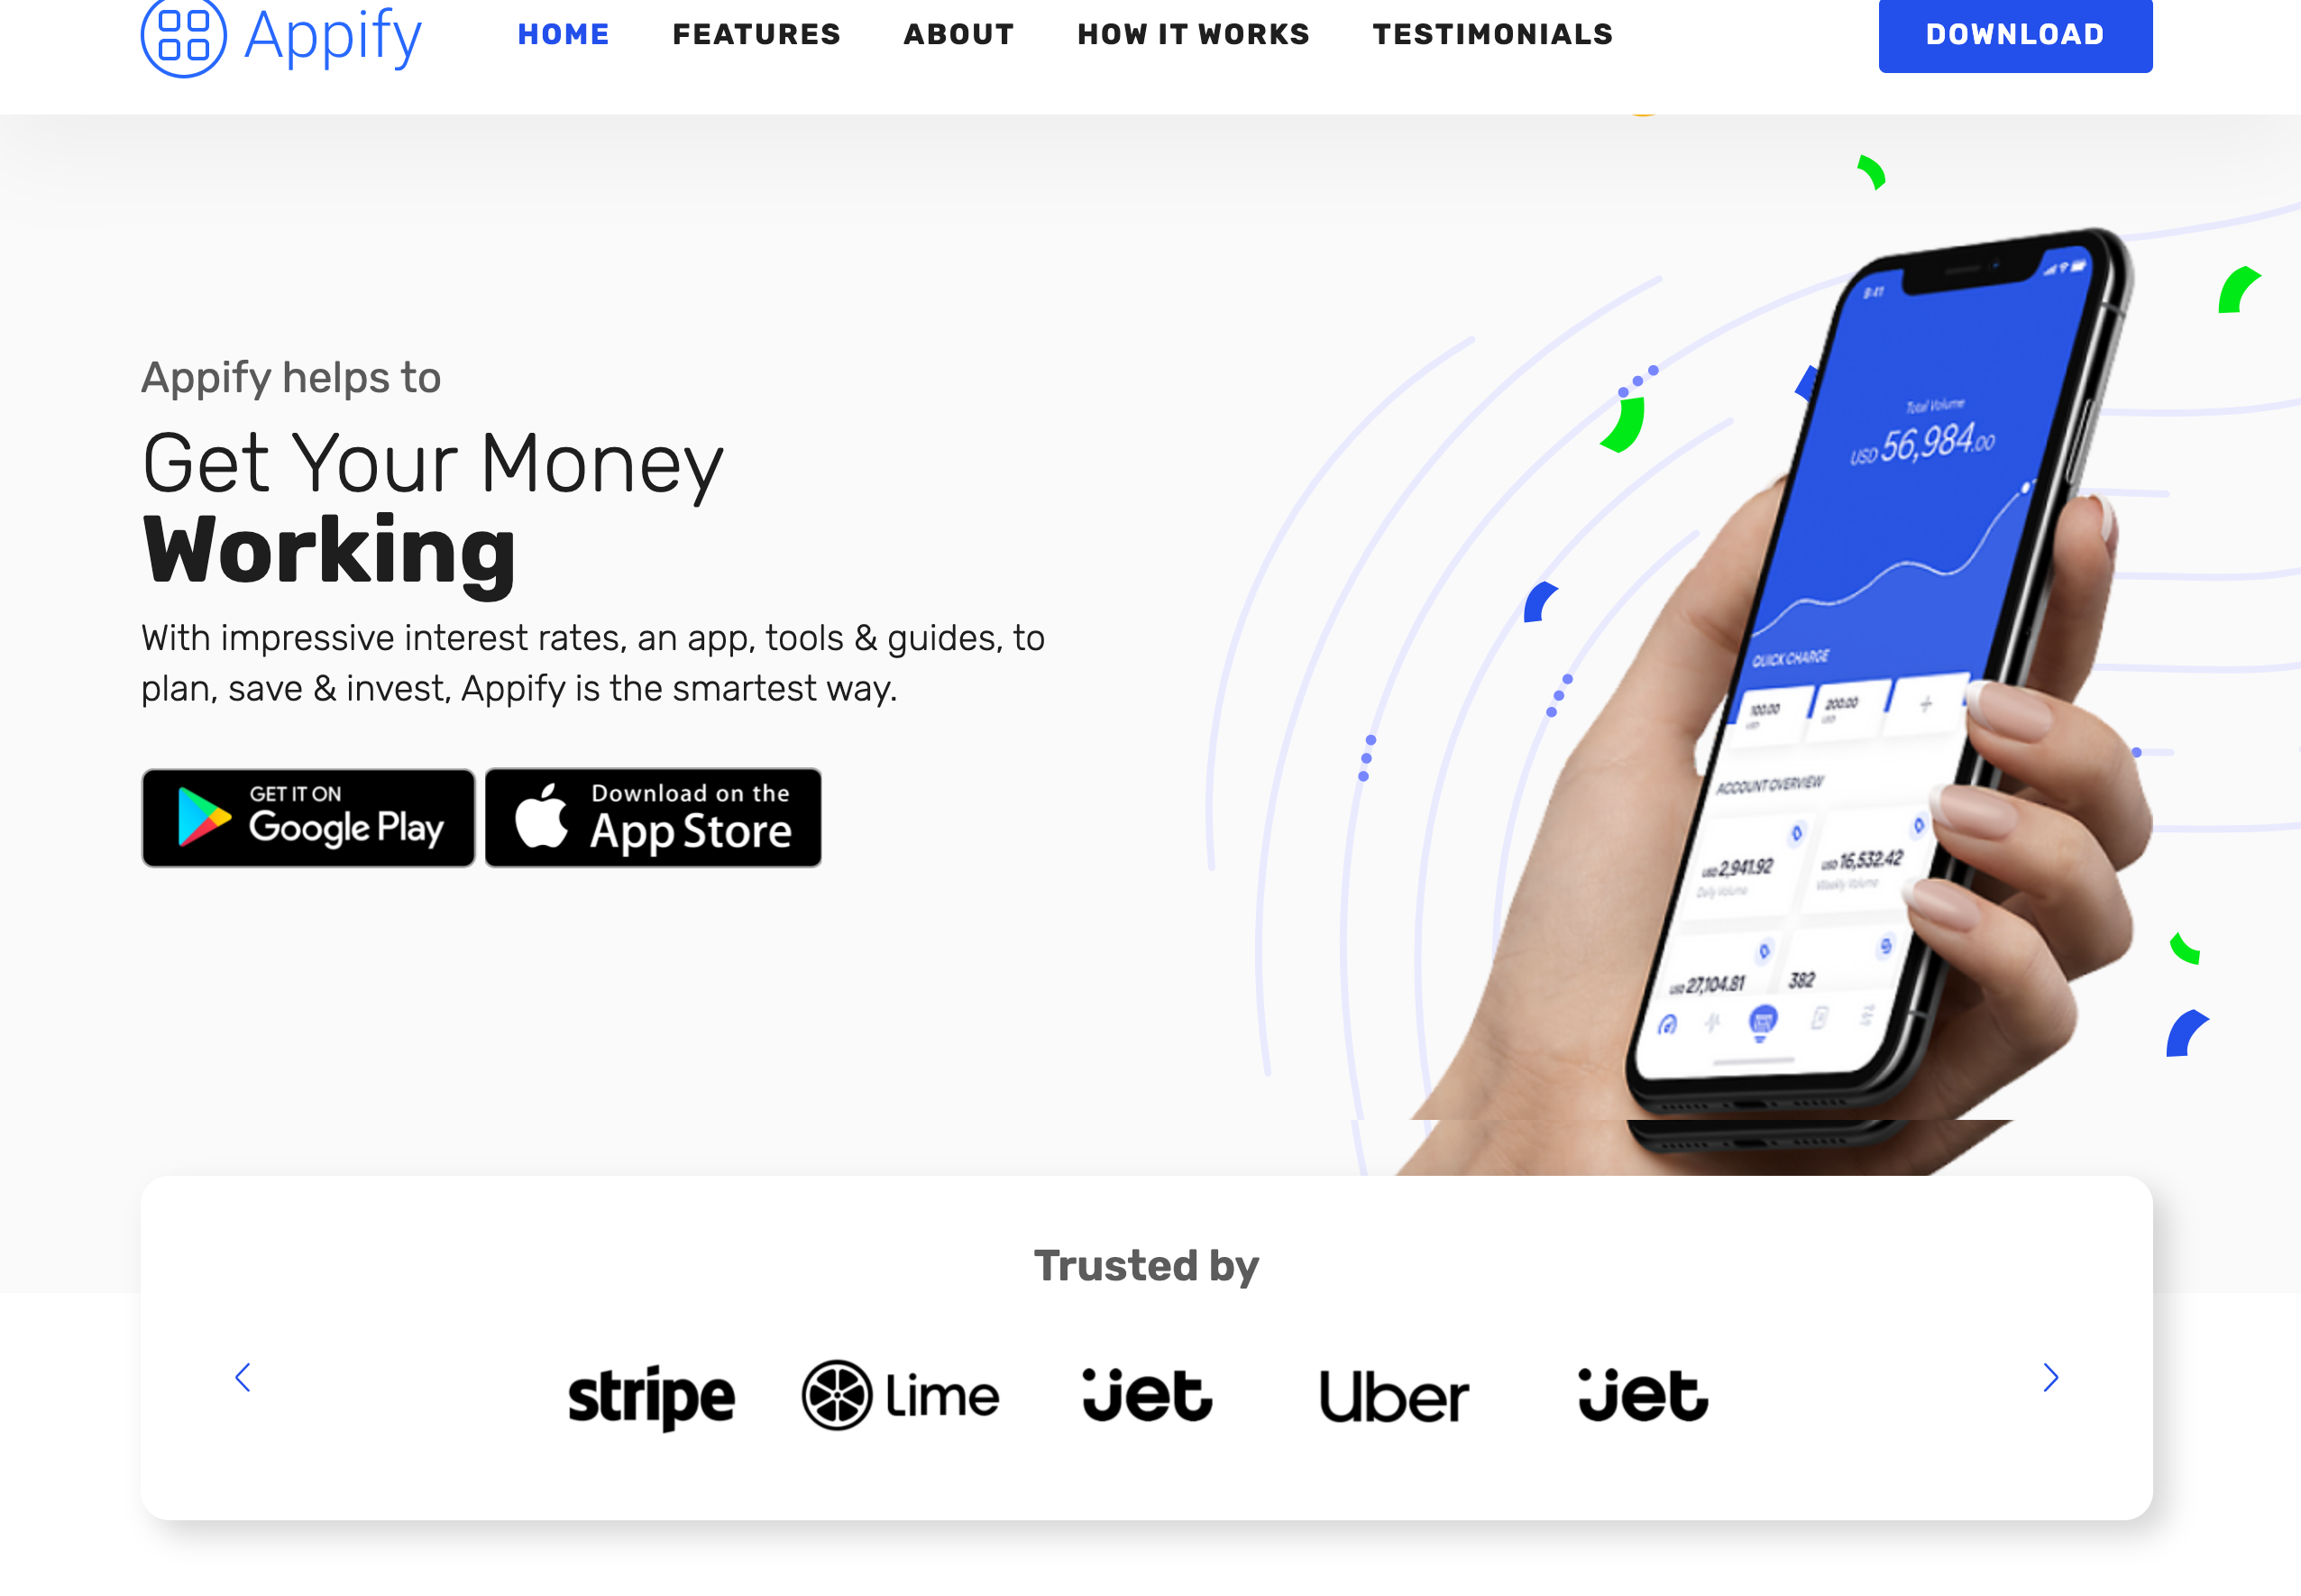 Appify
HOME
FEATURES
ABOUT
HOW IT WORKS
TESTIMONIALS
DOWNLOAD
Appify helps to
Get Your Money
Working
With impressive interest rates, an app, tools & guides, to
plan, save & invest, Appify is the smartest way.
GET IT ON
Google Play
Download on the
App Store
9:41
Total Volume
USD 56,984.00
QUICK CHARGE
100.00
USD
200.00
USD
+
ACCOUNT OVERVIEW
USD 2,941.92
Daily Volume
USD 16,532.42
Weekly Volume
USD 27,104.81
382
Trusted by
stripe
Lime
jet
Uber
jet